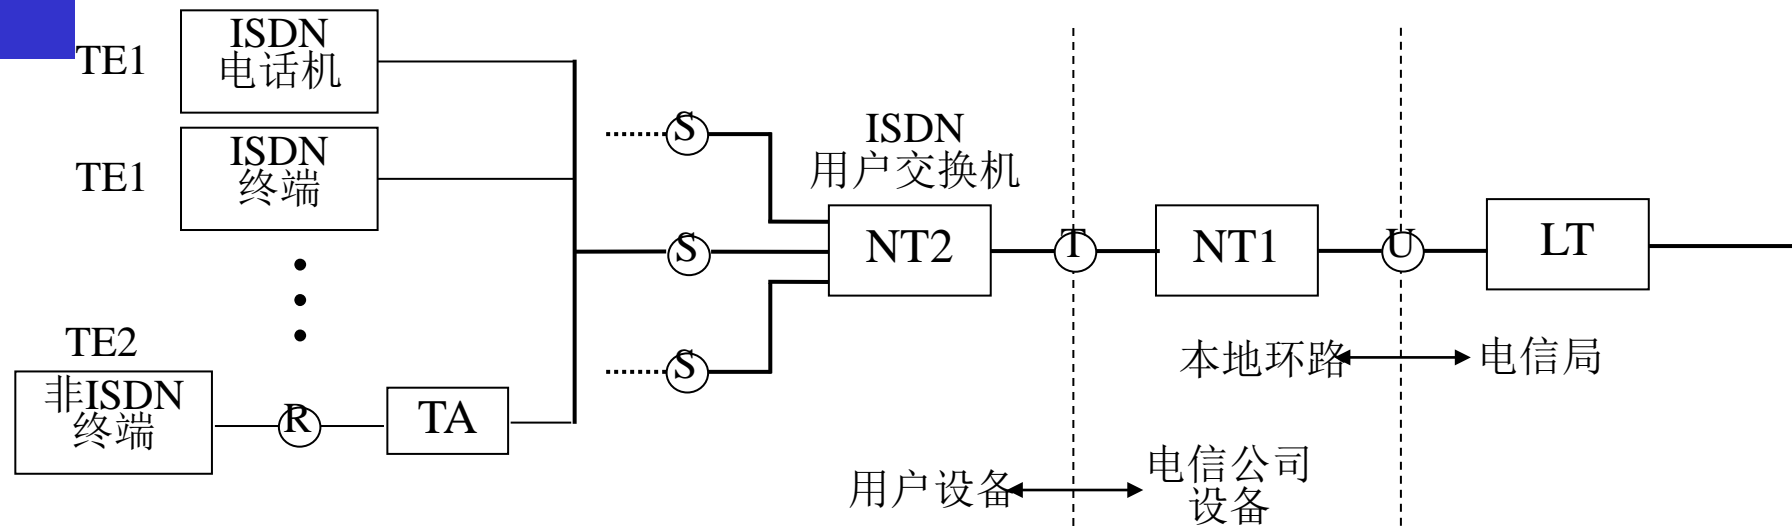 TE1
ISDN
电话机
TE1
ISDN
终端
TE2
非ISDN
终端
R
TA
S
S
S
ISDN
用户交换机
NT2
T
NT1
U
LT
本地环路
电信局
用户设备
电信公司
设备